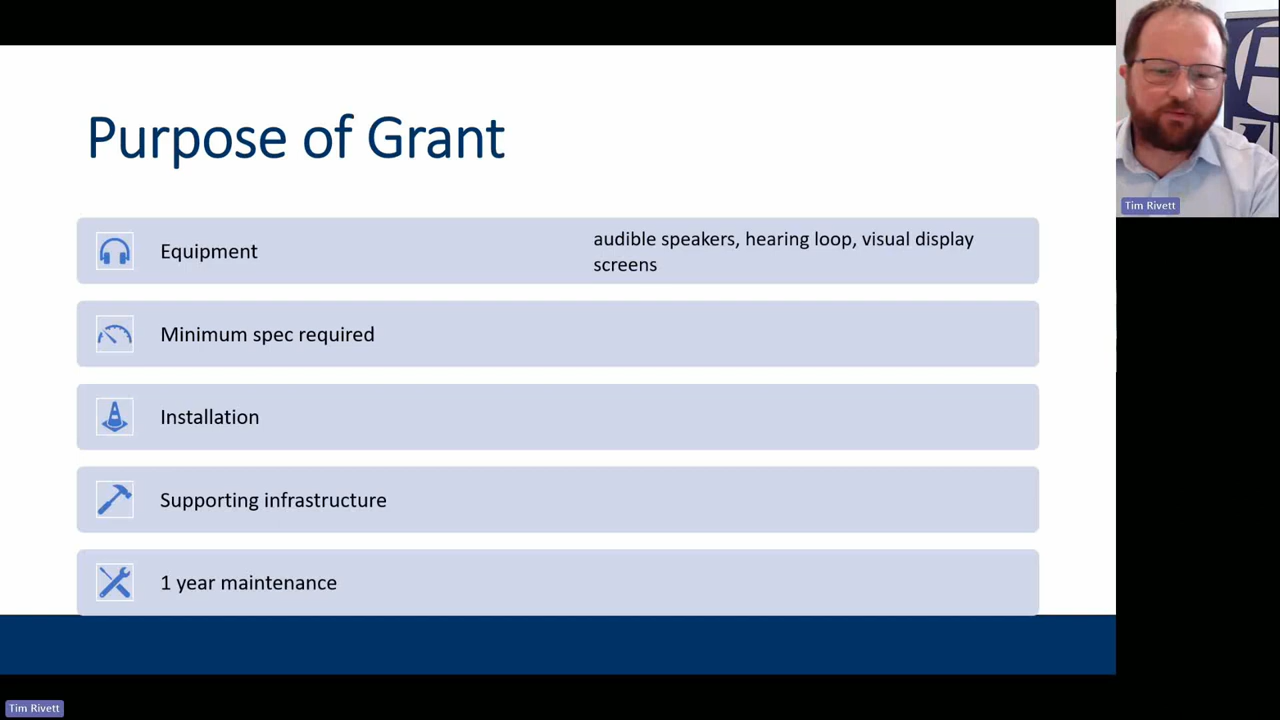 Purpose of Grant
Equipment
audible speakers, hearing loop, visual display
screens
Minimum spec required
Installation
Supporting infrastructure
1 year maintenance
Tim Rivett
Tim Rivett